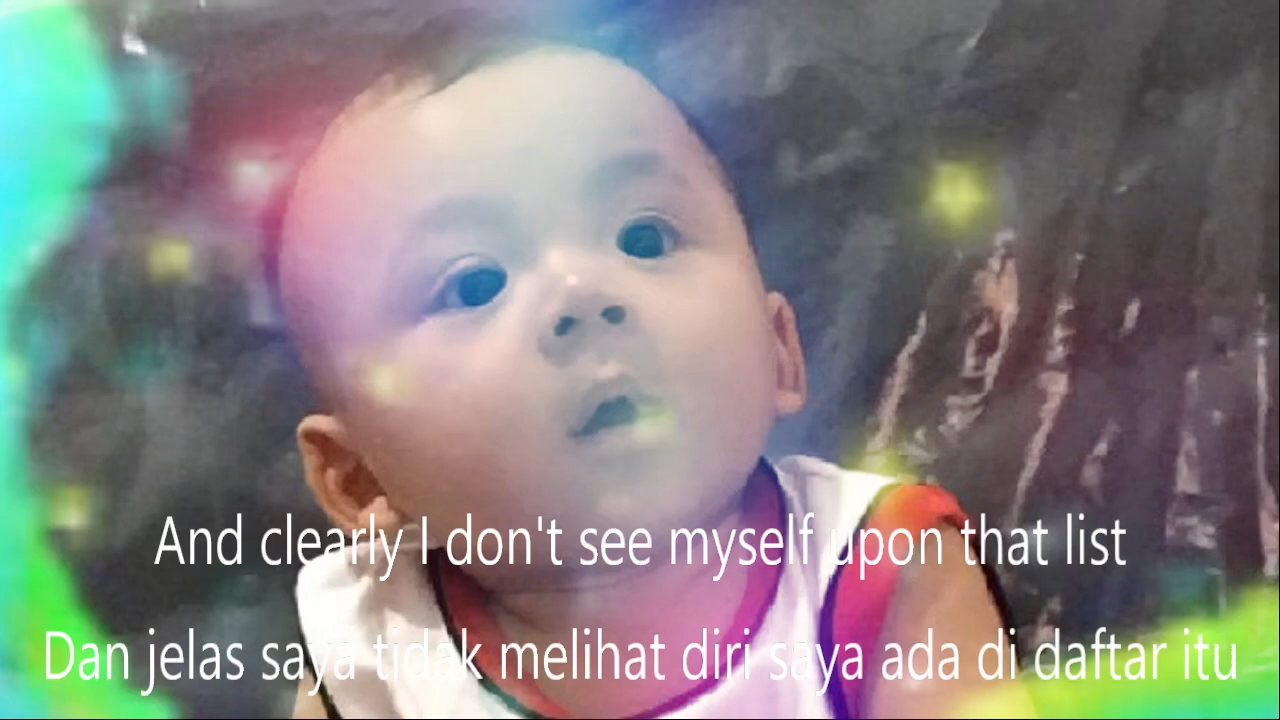 And clearly I don't see myself upon that list
Dan jelas saya tidak melihat diri saya ada di daftar itu